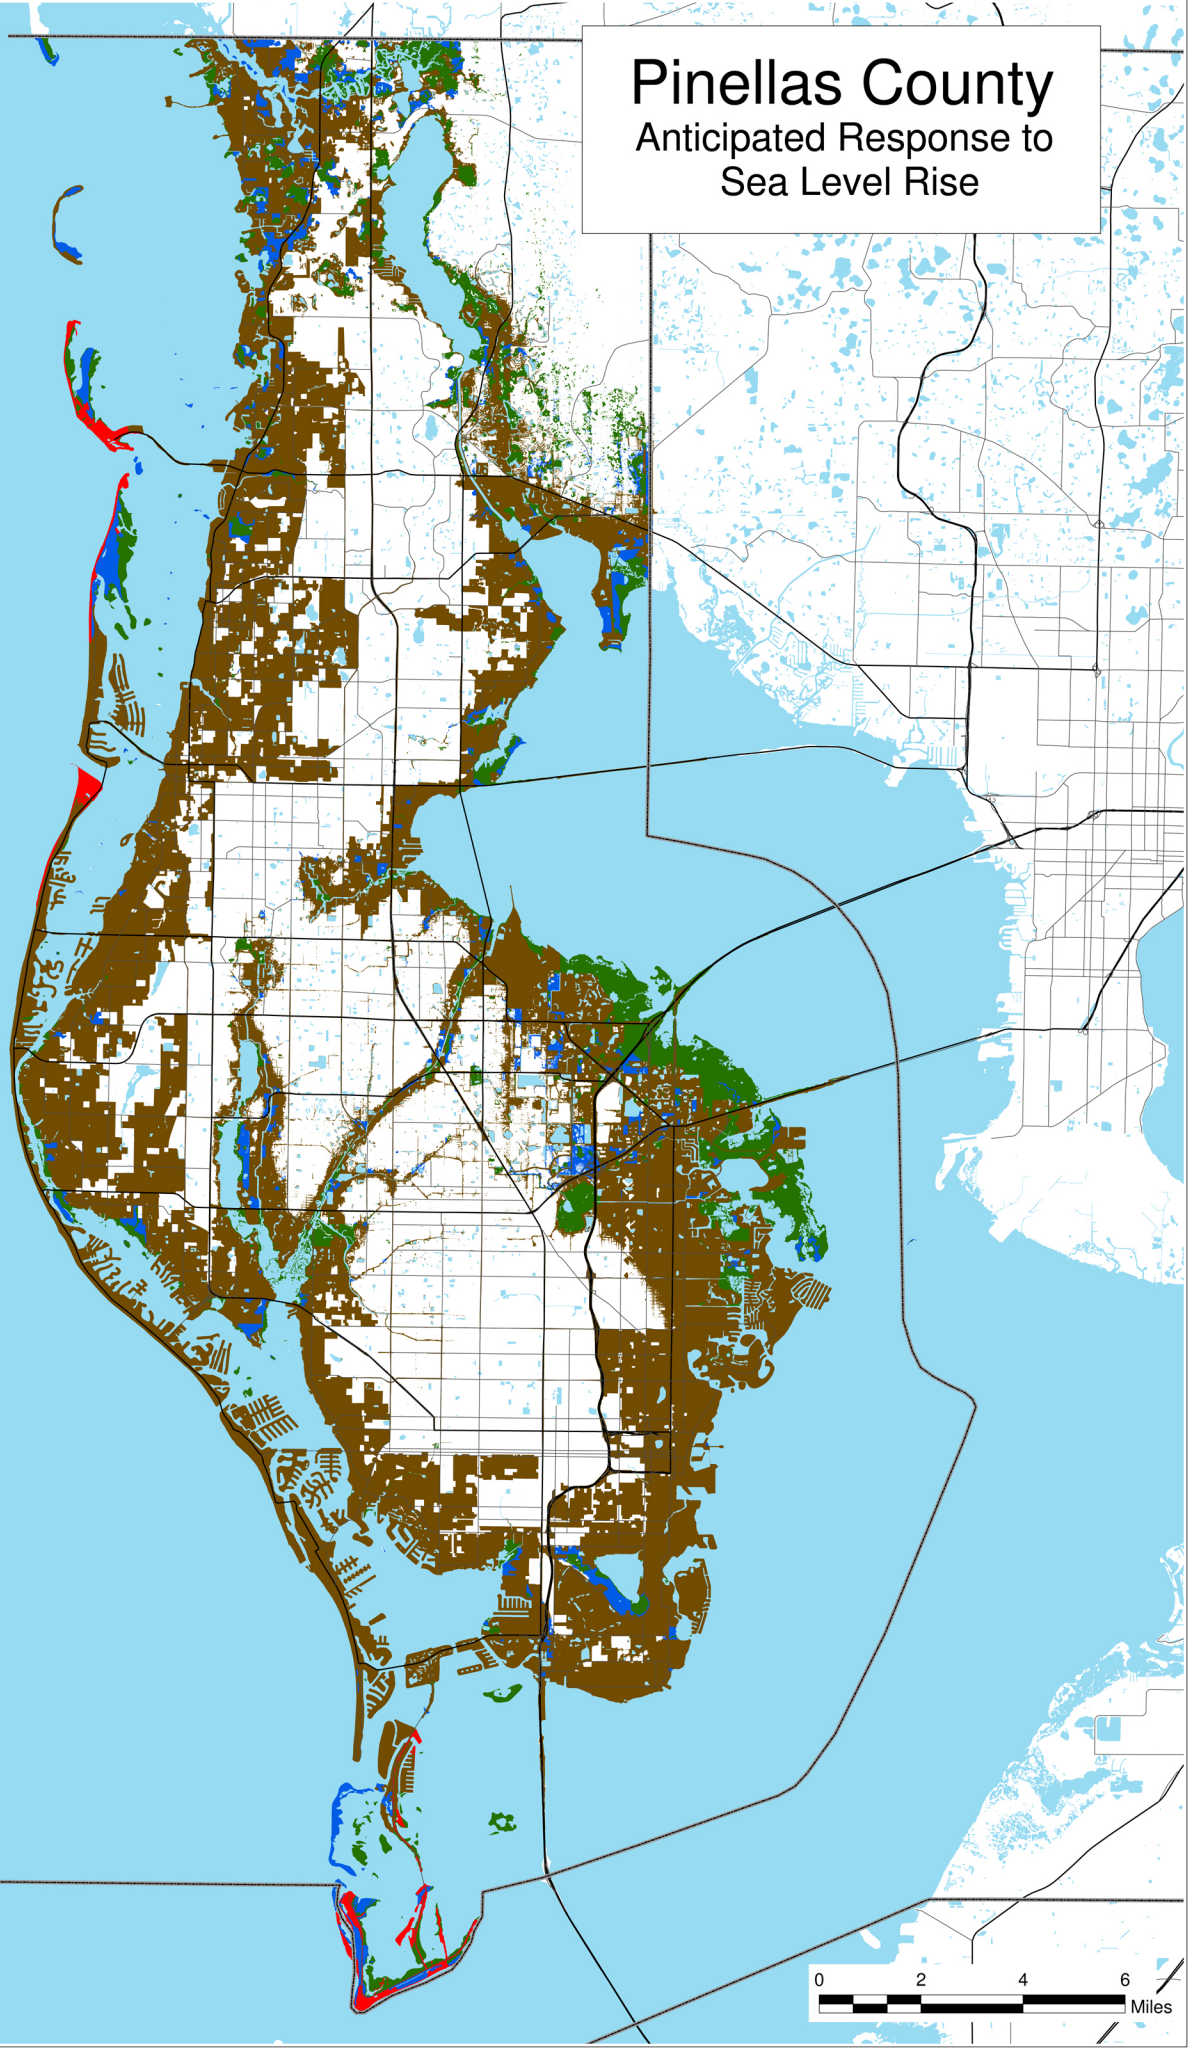 Pinellas County
Anticipated Response to
Sea Level Rise
0 2 4 6
Miles